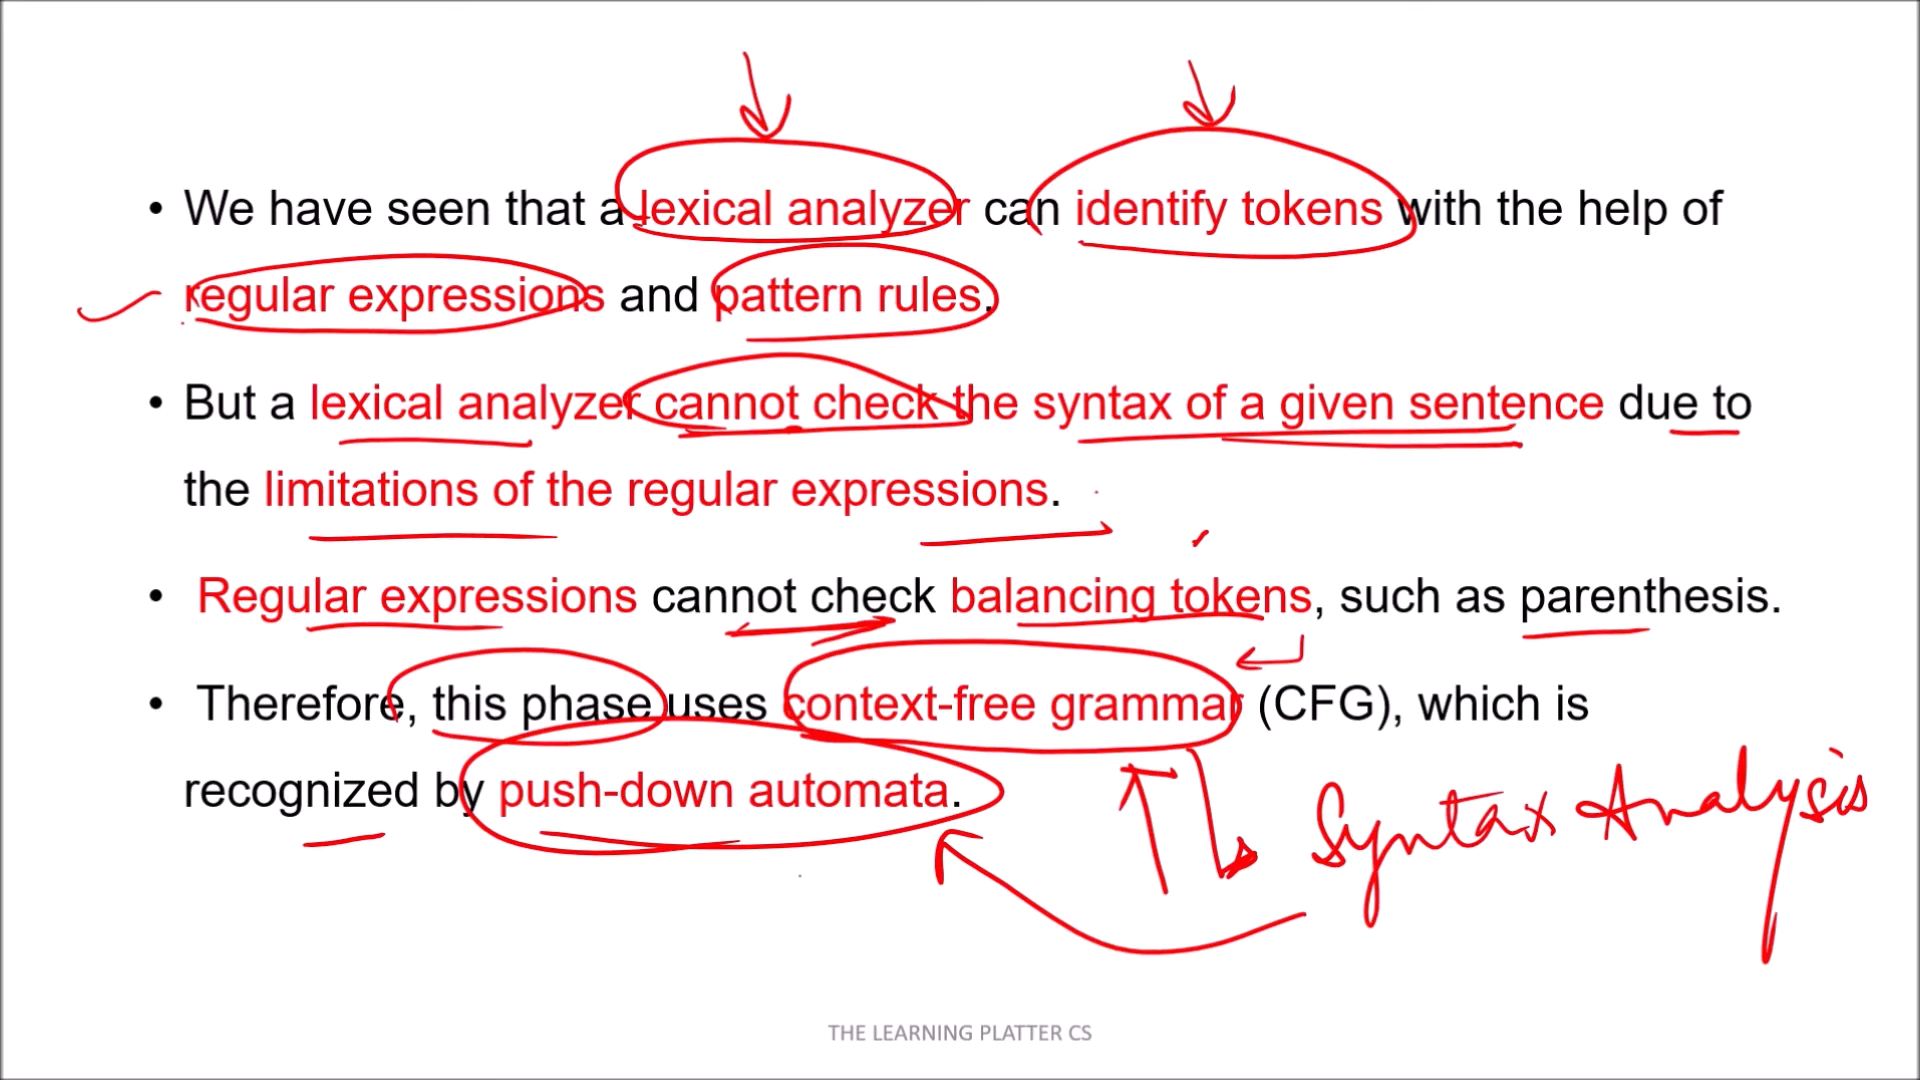 • We have seen that a lexical analyzer can identify tokens with the help of
regular expressions and pattern rules.
• But a lexical analyzer cannot check the syntax of a given sentence due to
the limitations of the regular expressions.
• Regular expressions cannot check balancing tokens, such as parenthesis.
• Therefore, this phase uses context-free grammar (CFG), which is
recognized by push-down automata.
Syntax Analysis
THE LEARNING PLATTER CS